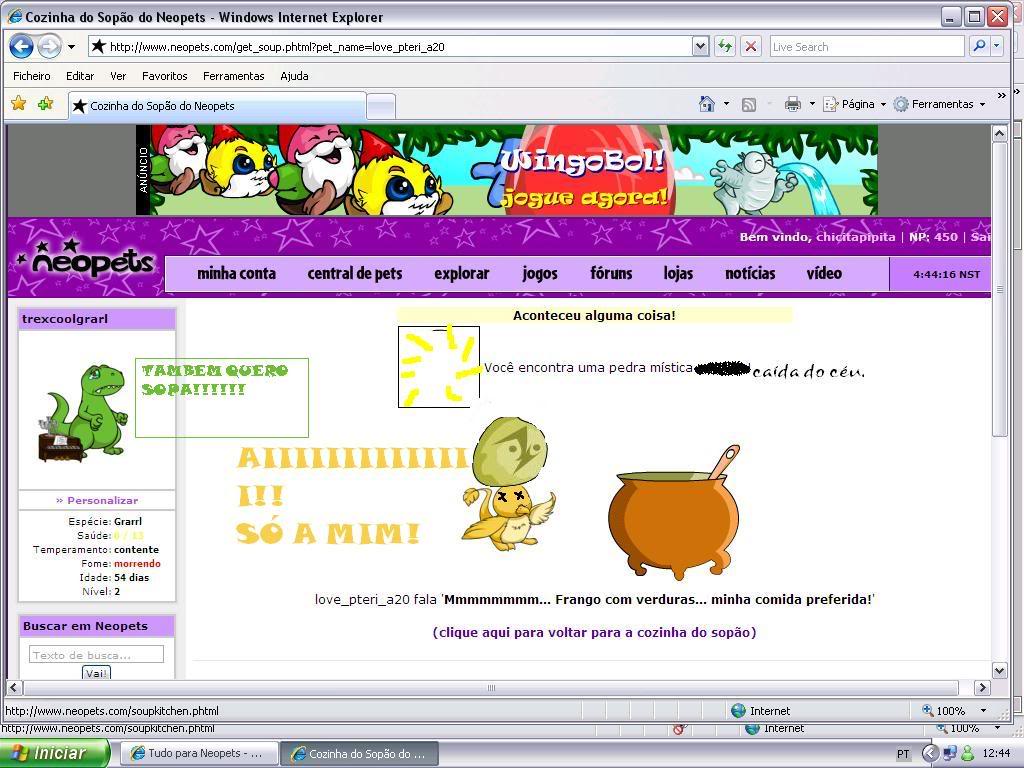 Cozinha do Sopão do Neopets - Windows Internet Explorer
http://www.neopets.com/get_soup.phtml?pet_name=love_pteri_a20
Live Search
Ficheiro Editar Ver Favoritos Ferramentas Ajuda
Cozinha do Sopão do Neopets
Página Ferramentas »
ANÚNCIO
WingoBol!
jogue agora!
Bem vindo, chicitapipita | NP: 450 | Sai
neopets
minha conta central de pets explorar jogos fóruns lojas notícias vídeo 4:44:16 NST
trexcoolgrarl
Aconteceu alguma coisa!
Você encontra uma pedra mística caída do céu.
TAMBEM QUERO
SOPA!!!!!!
AIIIIIIIIIIIII
I!!
SÓ A MIM!
» Personalizar
Espécie: Grarrl
Saúde: 6 / 13
Temperamento: contente
Fome: morrendo
Idade: 54 dias
Nível: 2
love_pteri_a20 fala 'Mmmmmmmm... Frango com verduras... minha comida preferida!'
(clique aqui para voltar para a cozinha do sopão)
Buscar em Neopets
Texto de busca...
Vai!
http://www.neopets.com/soupkitchen.phtml
Internet 100%
http://www.neopets.com/soupkitchen.phtml
Internet 100%
Iniciar
Tudo para Neopets - ...
Cozinha do Sopão do ...
PT
12:44